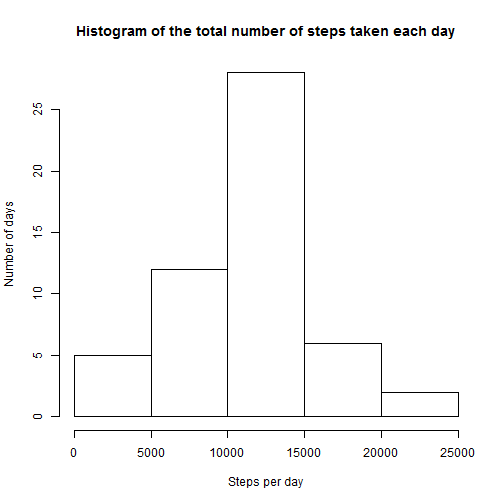 Histogram of the total number of steps taken each day
Number of days
25
20
15
10
5
0
0 5000 10000 15000 20000 25000
Steps per day